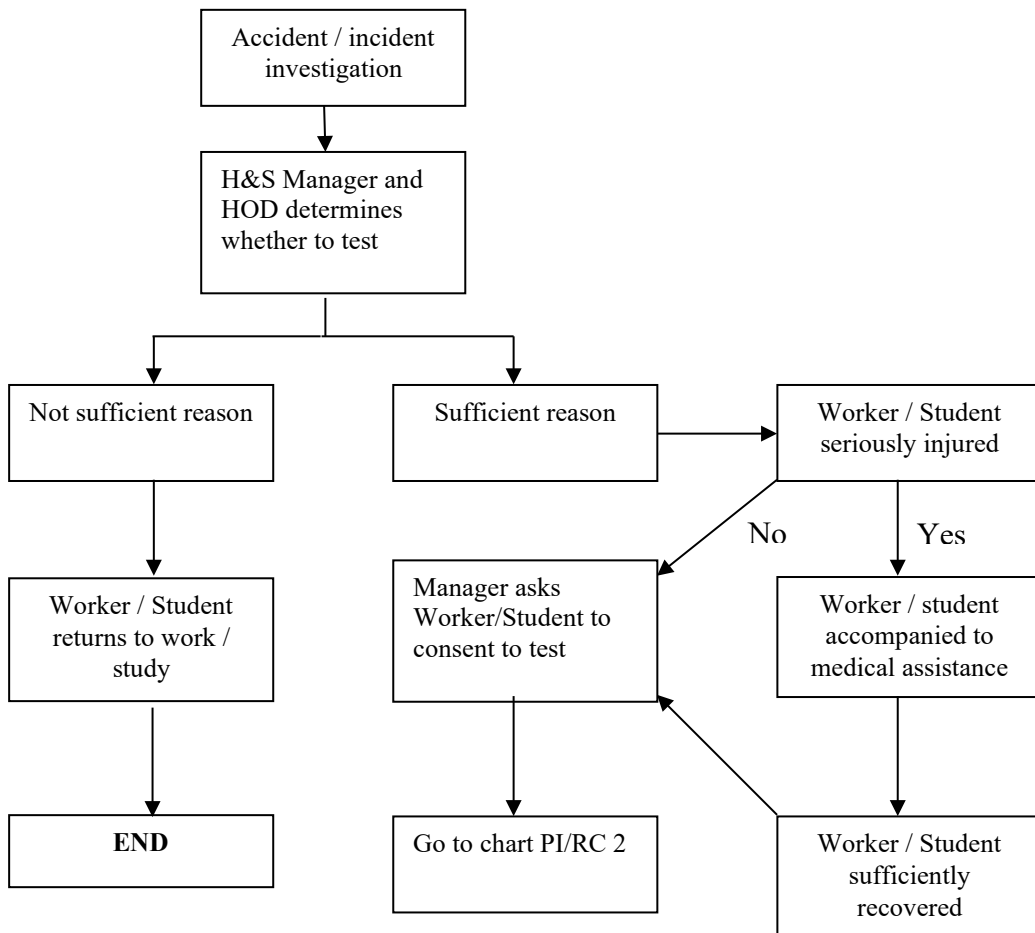 Accident / incident
investigation
H&S Manager and
HOD determines
whether to test
Not sufficient reason
Sufficient reason
Worker / Student
seriously injured
No
Yes
Worker / Student
returns to work /
study
Manager asks
Worker/Student to
consent to test
Worker / student
accompanied to
medical assistance
END
Go to chart PI/RC 2
Worker / Student
sufficiently
recovered